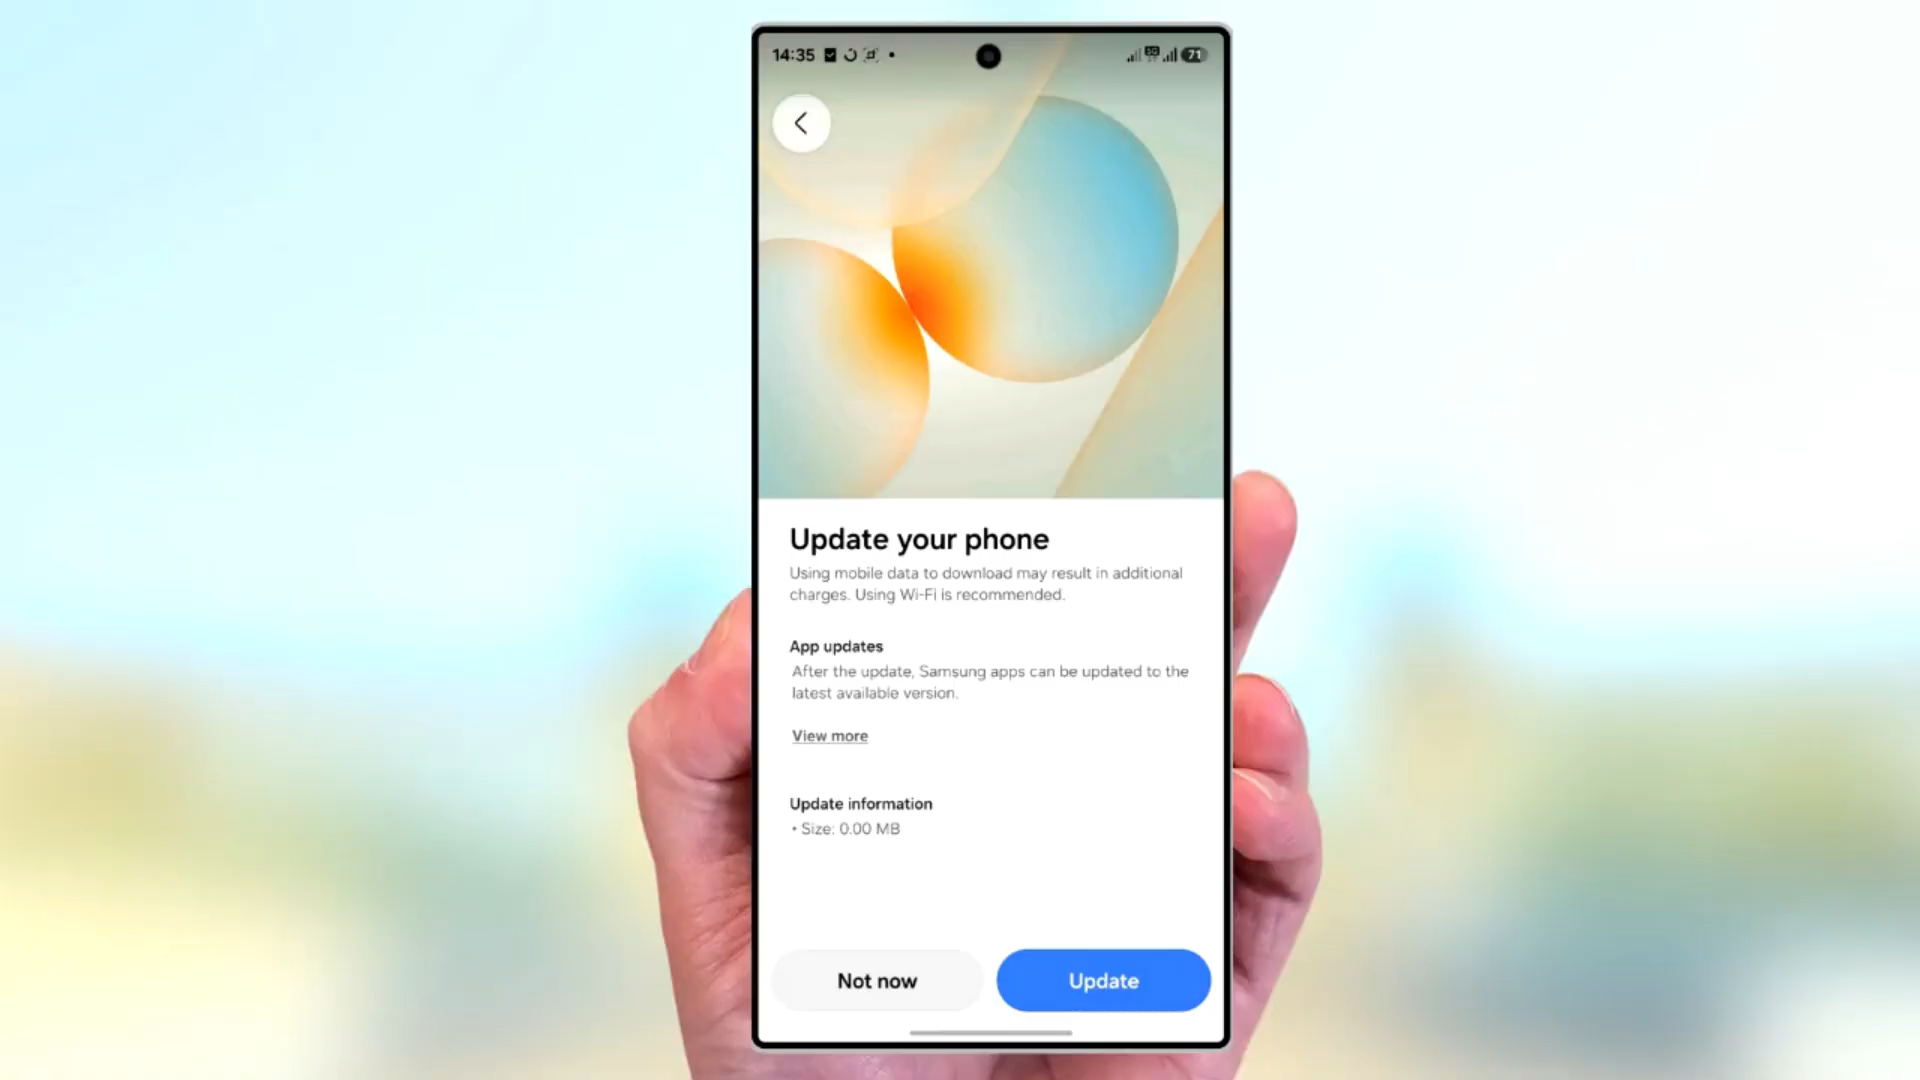 14:35
5G
71
Update your phone
Using mobile data to download may result in additional
charges. Using Wi-Fi is recommended.
App updates
After the update, Samsung apps can be updated to the
latest available version.
View more
Update information
• Size: 0.00 MB
Not now
Update